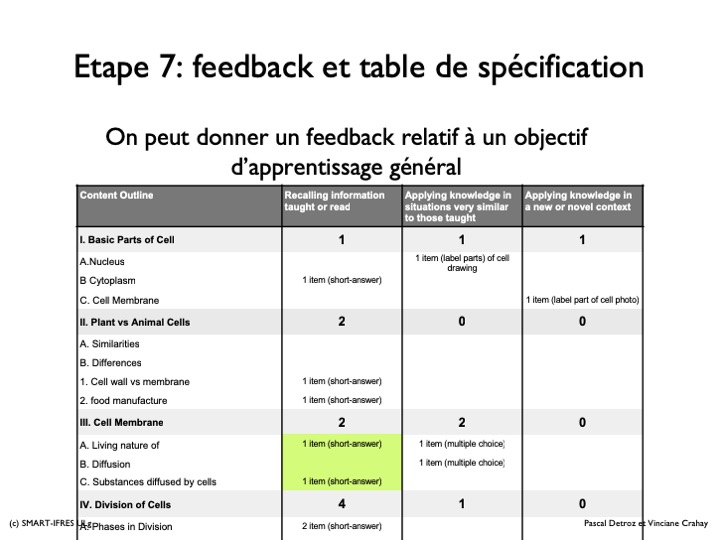 Etape 7: feedback et table de spécification
On peut donner un feedback relatif à un objectif
d'apprentissage général
Content Outline
Recalling information
taught or read
Applying knowledge in
situations very similar
to those taught
Applying knowledge in
a new or novel context
I. Basic Parts of Cell 1 1 1
A.Nucleus
1 item (label parts) of cell
drawing
B Cytoplasm 1 item (short-answer)
C. Cell Membrane 1 item (label part of cell photo)
II. Plant vs Animal Cells 2 0 0
A. Similarities
B. Differences
1. Cell wall vs membrane 1 item (short-answer)
2. food manufacture 1 item (short-answer)
III. Cell Membrane 2 2 0
A. Living nature of 1 item (short-answer) 1 item (multiple choice)
B. Diffusion 1 item (multiple choice)
C. Substances diffused by cells 1 item (short-answer)
IV. Division of Cells 4 1 0
A. Phases in Division 2 item (short-answer)
(c) SMART-IFRES
Pascal Detroz et Vinciane Crahay